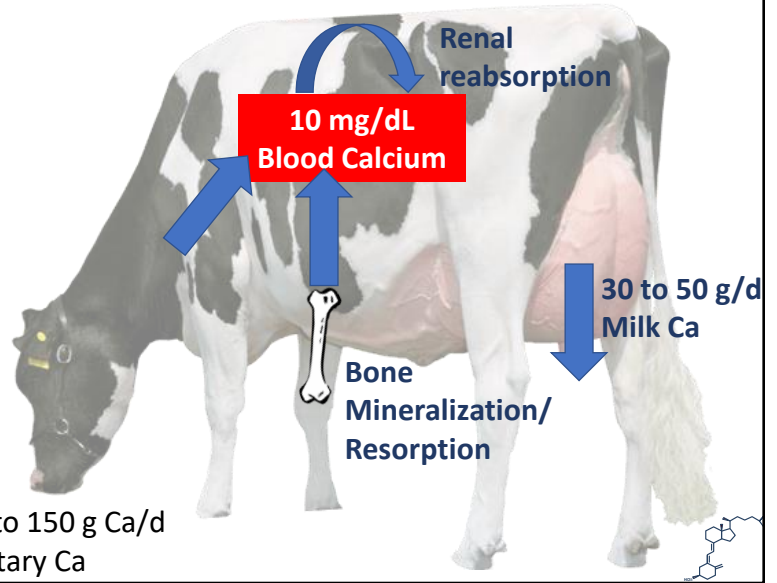 Renal
reabsorption
10 mg/dL
Blood Calcium
30 to 50 g/d
Milk Ca
Bone
Mineralization/
Resorption
to 150 g Ca/d
tary Ca